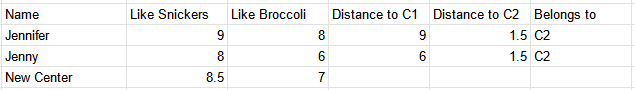 Name Like Snickers Like Broccoli Distance to C1 Distance to C2 Belongs to
Jennifer 9 8 9 1.5 C2
Jenny 8 6 6 1.5 C2
New Center 8.5 7